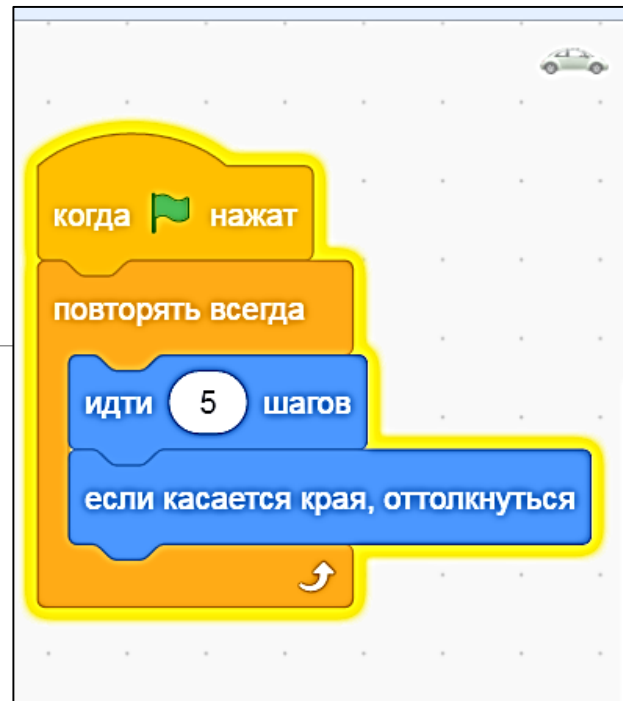 когда нажат
повторять всегда
идти 5 шагов
если касается края, оттолкнуться